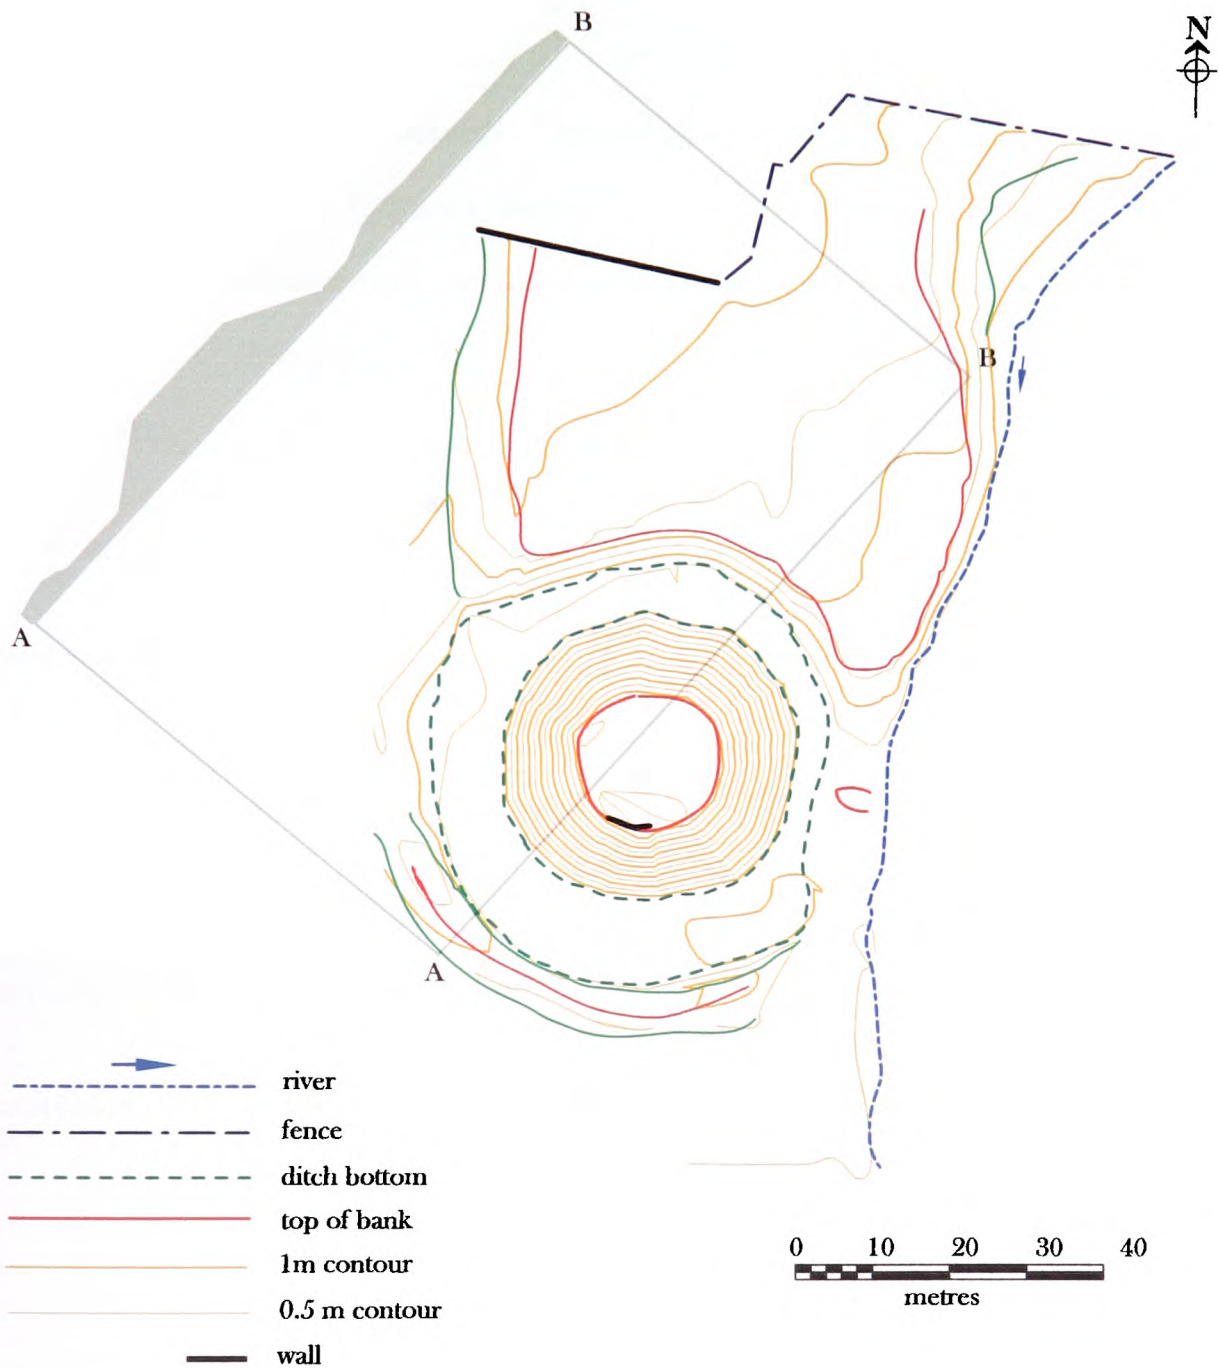 B
N
B
A
A
river
fence
ditch bottom
top of bank
1m contour
0.5 m contour
wall
0 10 20 30 40
metres